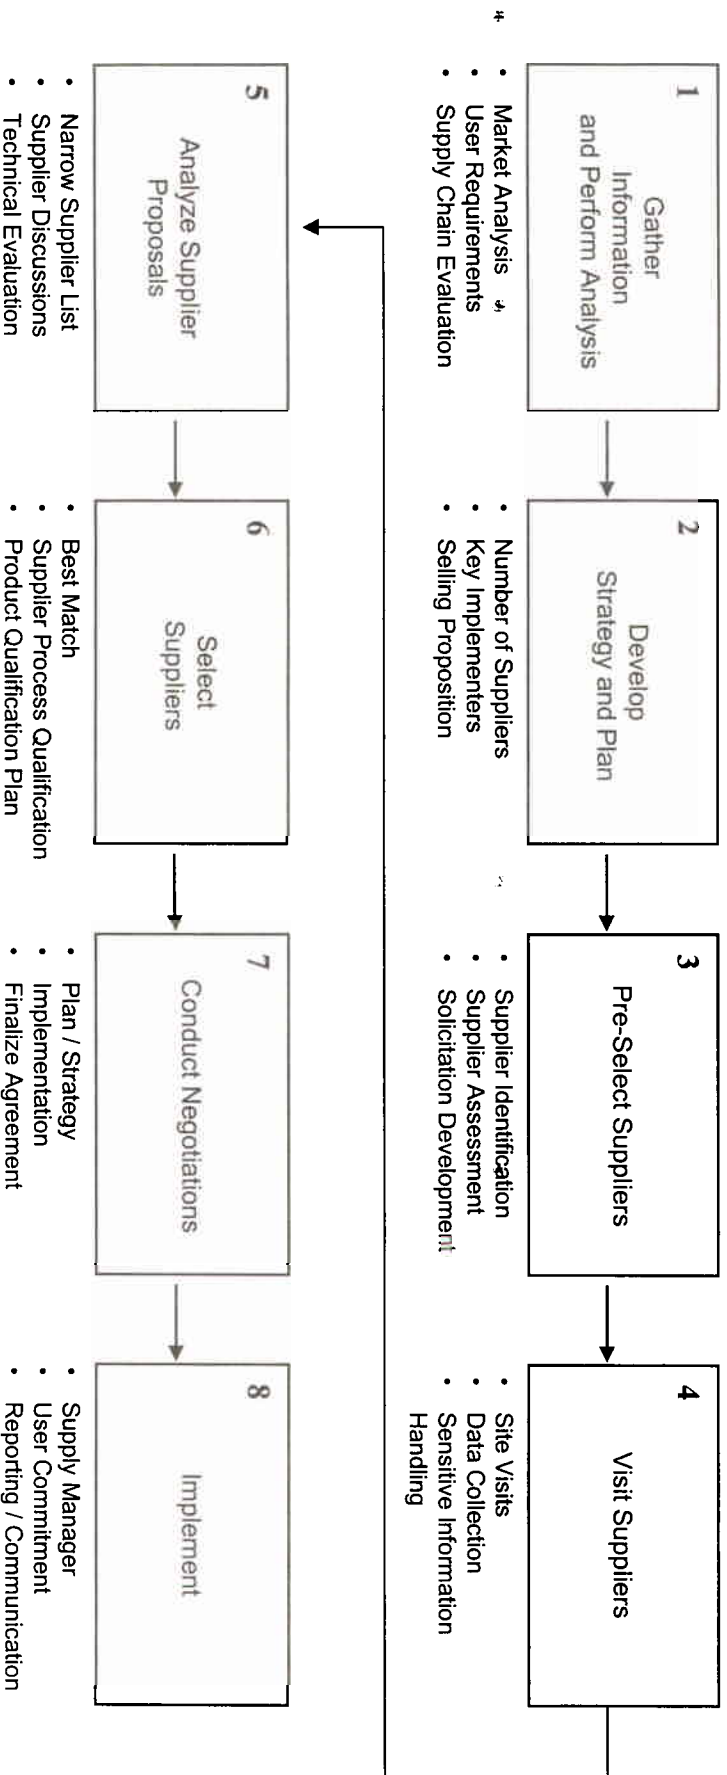 1
Gather
Information
and Perform Analysis
• Market Analysis
• User Requirements
• Supply Chain Evaluation
2
Develop
Strategy and Plan
• Number of Suppliers
• Key Implementers
• Selling Proposition
3
Pre-Select Suppliers
• Supplier Identification
• Supplier Assessment
• Solicitation Development
4
Visit Suppliers
• Site Visits
• Data Collection
• Sensitive Information
Handling
5
Analyze Supplier
Proposals
• Narrow Supplier List
• Supplier Discussions
• Technical Evaluation
6
Select
Suppliers
• Best Match
• Supplier Process Qualification
• Product Qualification Plan
7
Conduct Negotiations
• Plan / Strategy
• Implementation
• Finalize Agreement
8
Implement
• Supply Manager
• User Commitment
• Reporting / Communication